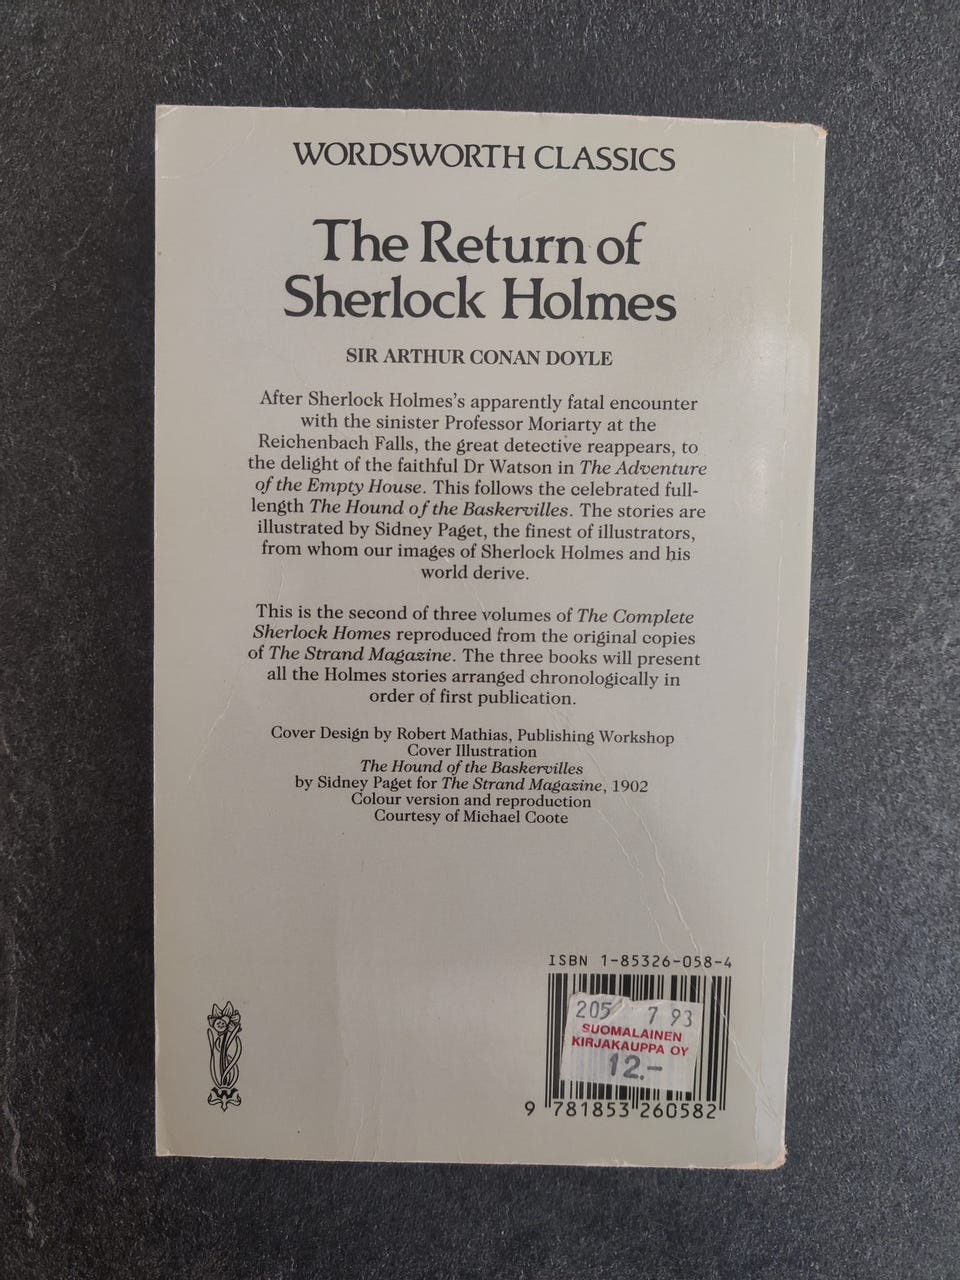 WORDSWORTH CLASSICS
The Return of
Sherlock Holmes
SIR ARTHUR CONAN DOYLE
After Sherlock Holmes's apparently fatal encounter
with the sinister Professor Moriarty at the
Reichenbach Falls, the great detective reappears, to
the delight of the faithful Dr Watson in The Adventure
of the Empty House. This follows the celebrated full-
length The Hound of the Baskervilles. The stories are
illustrated by Sidney Paget, the finest of illustrators,
from whom our images of Sherlock Holmes and his
world derive.
This is the second of three volumes of The Complete
Sherlock Homes reproduced from the original copies
of The Strand Magazine. The three books will present
all the Holmes stories arranged chronologically in
order of first publication.
Cover Design by Robert Mathias, Publishing Workshop
Cover Illustration
The Hound of the Baskervilles
by Sidney Paget for The Strand Magazine, 1902
Colour version and reproduction
Courtesy of Michael Coote
ISBN 1-85326-058-4
205 7 93
SUOMALAINEN
KIRJAKAUPPA OY
12.-
9 781853 260582
W